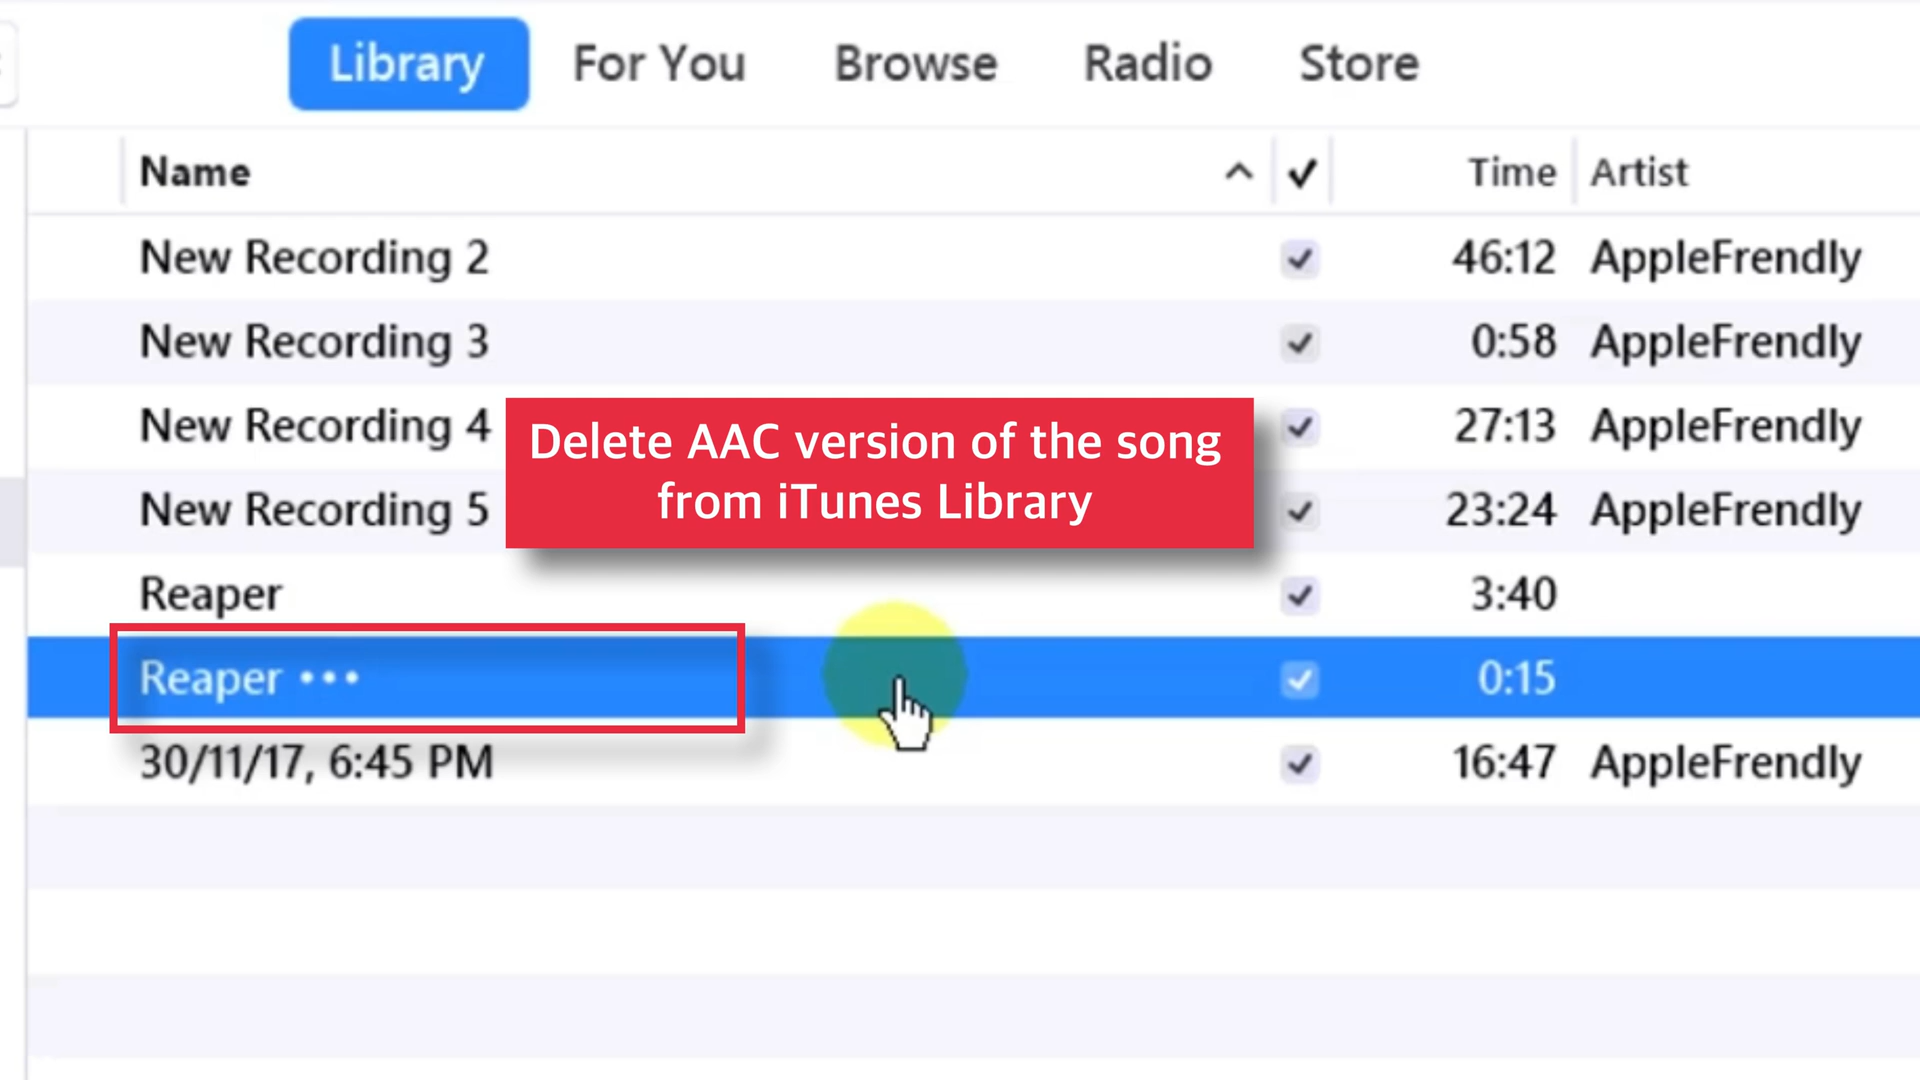 Library For You Browse Radio Store
Name Time Artist
New Recording 2 46:12 AppleFrendly
New Recording 3 0:58 AppleFrendly
New Recording 4 27:13 AppleFrendly
Delete AAC version of the song
from iTunes Library
New Recording 5 23:24 AppleFrendly
Reaper 3:40
Reaper ••• 0:15
30/11/17, 6:45 PM 16:47 AppleFrendly